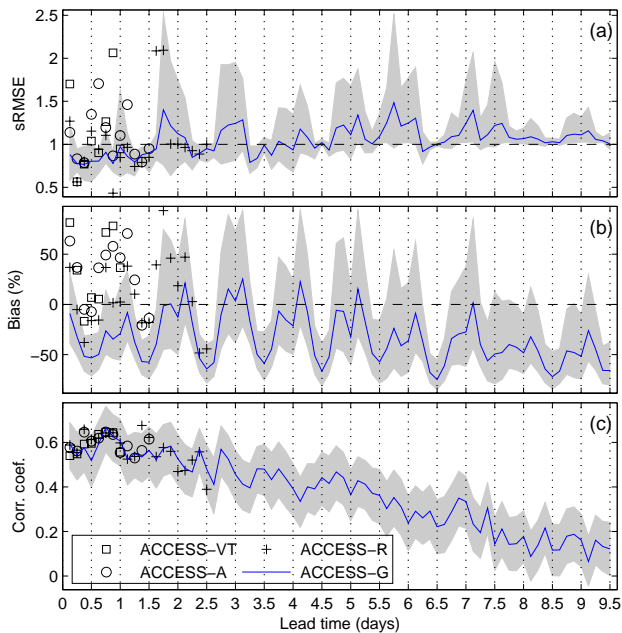 2.5
2
1.5
1
0.5
sRMSE
(a)
50
0
−50
Bias (%)
(b)
0.6
0.4
0.2
0
Corr. coef.
(c)
ACCESS−VT
ACCESS−R
ACCESS−A
ACCESS−G
0 0.5 1 1.5 2 2.5 3 3.5 4 4.5 5 5.5 6 6.5 7 7.5 8 8.5 9 9.5
Lead time (days)